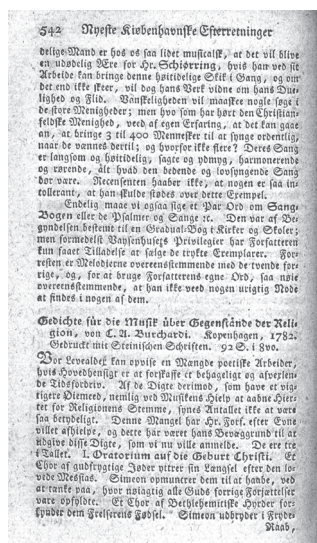 542 Nyeste Kiøbenhavnske Efterretninger
delige Mand er hos os saa lidet musicalsk, at det vil blive
en udødelig Ære for Hr. Schiørring, hvis han ved sit
Arbeide kan bringe denne høitidelige Skik i Gang, og om
det end ikke skeer, vil dog hans Verk vidne om hans Due-
lighed og Flid. Vanskeligheden vil maaskee nogle søge i
de store Menigheder; men hvo som har hørt den Christian-
feldske Menighed, veed af egen Erfaring, at det kan gaae
an, at bringe 3 til 400 Mennesker til at synge ordentlig,
naar de vænnes dertil; og hvorfor ikke flere? Deres Sang
er langsom og høitidelig, sagte og ydmyg, harmonerende
og rørende, alt hvad den bedende og lovsyngende Sang
bør være. Recensenten haaber ikke, at nogen er saa in-
tollerant, at han skulde stødes over dette Exempel.
Endelig maae vi ogsaa sige et Par Ord om Sang-
Bogen eller de Psalmer og Sange ꝛc. Den var af Be-
gyndelsen bestemt til en Gradual-Bog i Kirker og Skoler;
men formedelst Vaysenhusets Privilegier har Forfatteren
kun faaet Tilladelse at sælge de trykte Exemplarer. For-
resten er Melodierne overeensstemmende med de tvende for-
rige, og, for at bruge Forfatterens egne Ord, saa nøie
overeensstemmende, at han ikke veed nogen urigtig Node
at findes i nogen af dem.
Gedichte für die Musik über Gegenstände der Reli-
gion, von C. A. Burchardi. Kopenhagen, 1782.
Gedruckt mit Steinischen Schriften. 92 S. i 8vo.
Vor Levealder kan opvise en Mængde poetiske Arbeider,
hvis Hovedhensigt er at forskaffe et behageligt og afvexlen-
de Tidsfordriv. Af de Digte derimod, som have et vig-
tigere Øiemeed, nemlig ved Musikens Hielp at aabne Hier-
tet for Religionens Stemme, synes Antallet ikke at være
saa betydeligt. Denne Mangel har Hr. Forf. efter Evne
villet afhielpe, og dette har været hans Bevæggrund til at
udgive disse Digte, som vi nu ville anmelde. De ere tre
i Tallet. I. Oratorium auf die Geburt Christi. Et
Chor af gudfrygtige Jøder yttrer sin Længsel efter den lo-
vede Messias. Simeon opmuntrer dem til at haabe, ved
at tænke paa, hvor nøiagtig alle Guds forrige Forjættelser
vare opfyldte. Et Chor af Bethlehemitiske Hyrder for-
kynder dem Frelserens Fødsel. Simeon udbryder i Fryde-
Raab,